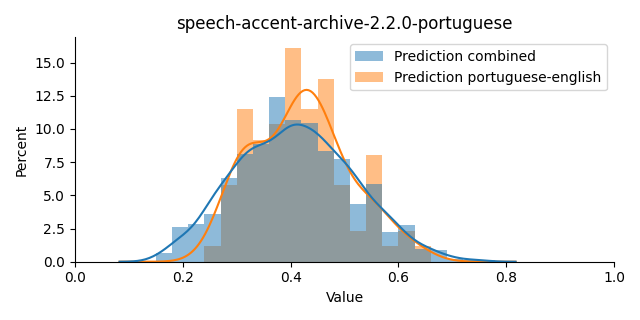 speech-accent-archive-2.2.0-portuguese
Prediction combined
Prediction portuguese-english
Percent
15.0
12.5
10.0
7.5
5.0
2.5
0.0
0.0 0.2 0.4 0.6 0.8 1.0
Value